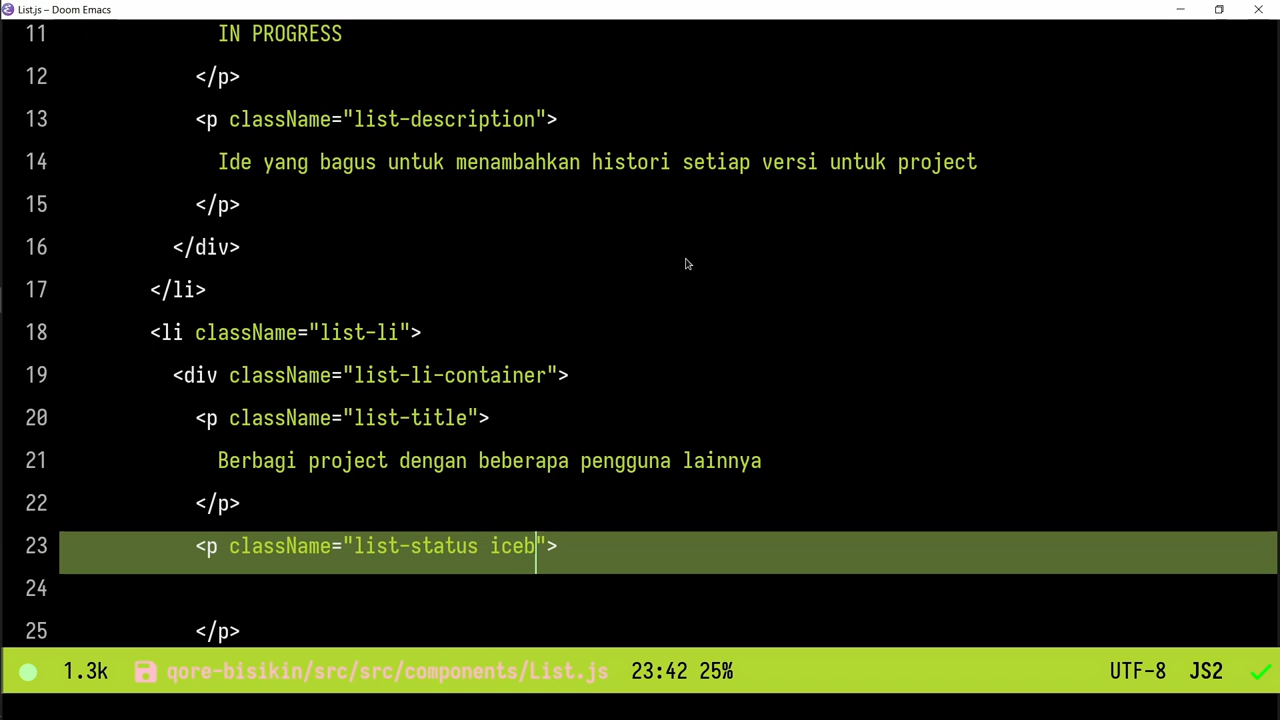 List.js – Doom Emacs
11 IN PROGRESS
12 </p>
13 <p className="list-description">
14 Ide yang bagus untuk menambahkan histori setiap versi untuk project
15 </p>
16 </div>
17 </li>
18 <li className="list-li">
19 <div className="list-li-container">
20 <p className="list-title">
21 Berbagi project dengan beberapa pengguna lainnya
22 </p>
23 <p className="list-status iceb">
24
25 </p>
1.3k qore-bisikin/src/src/components/List.js 23:42 25% UTF-8 JS2